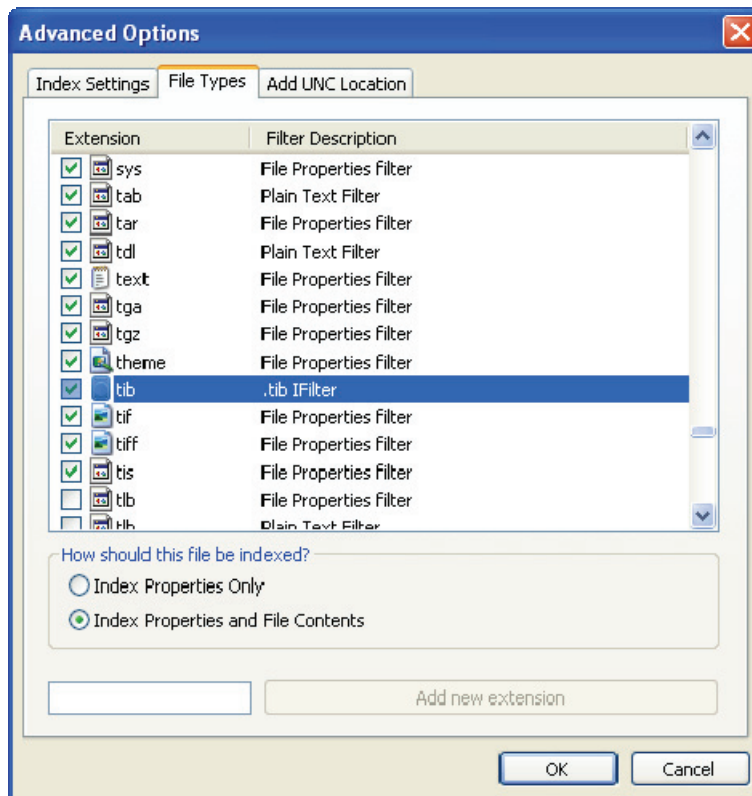 Advanced Options
Index Settings File Types Add UNC Location
Extension Filter Description
sys File Properties filter
tab Plain Text Filter
tar File Properties filter
tdl Plain Text Filter
text File Properties filter
tga File Properties filter
tgz File Properties filter
theme File Properties filter
tib .tib IFilter
tif File Properties filter
tiff File Properties filter
tis File Properties filter
tlb File Properties filter
tlh Plain Text Filter
How should this file be indexed?
Index Properties Only
Index Properties and File Contents
Add new extension
OK Cancel